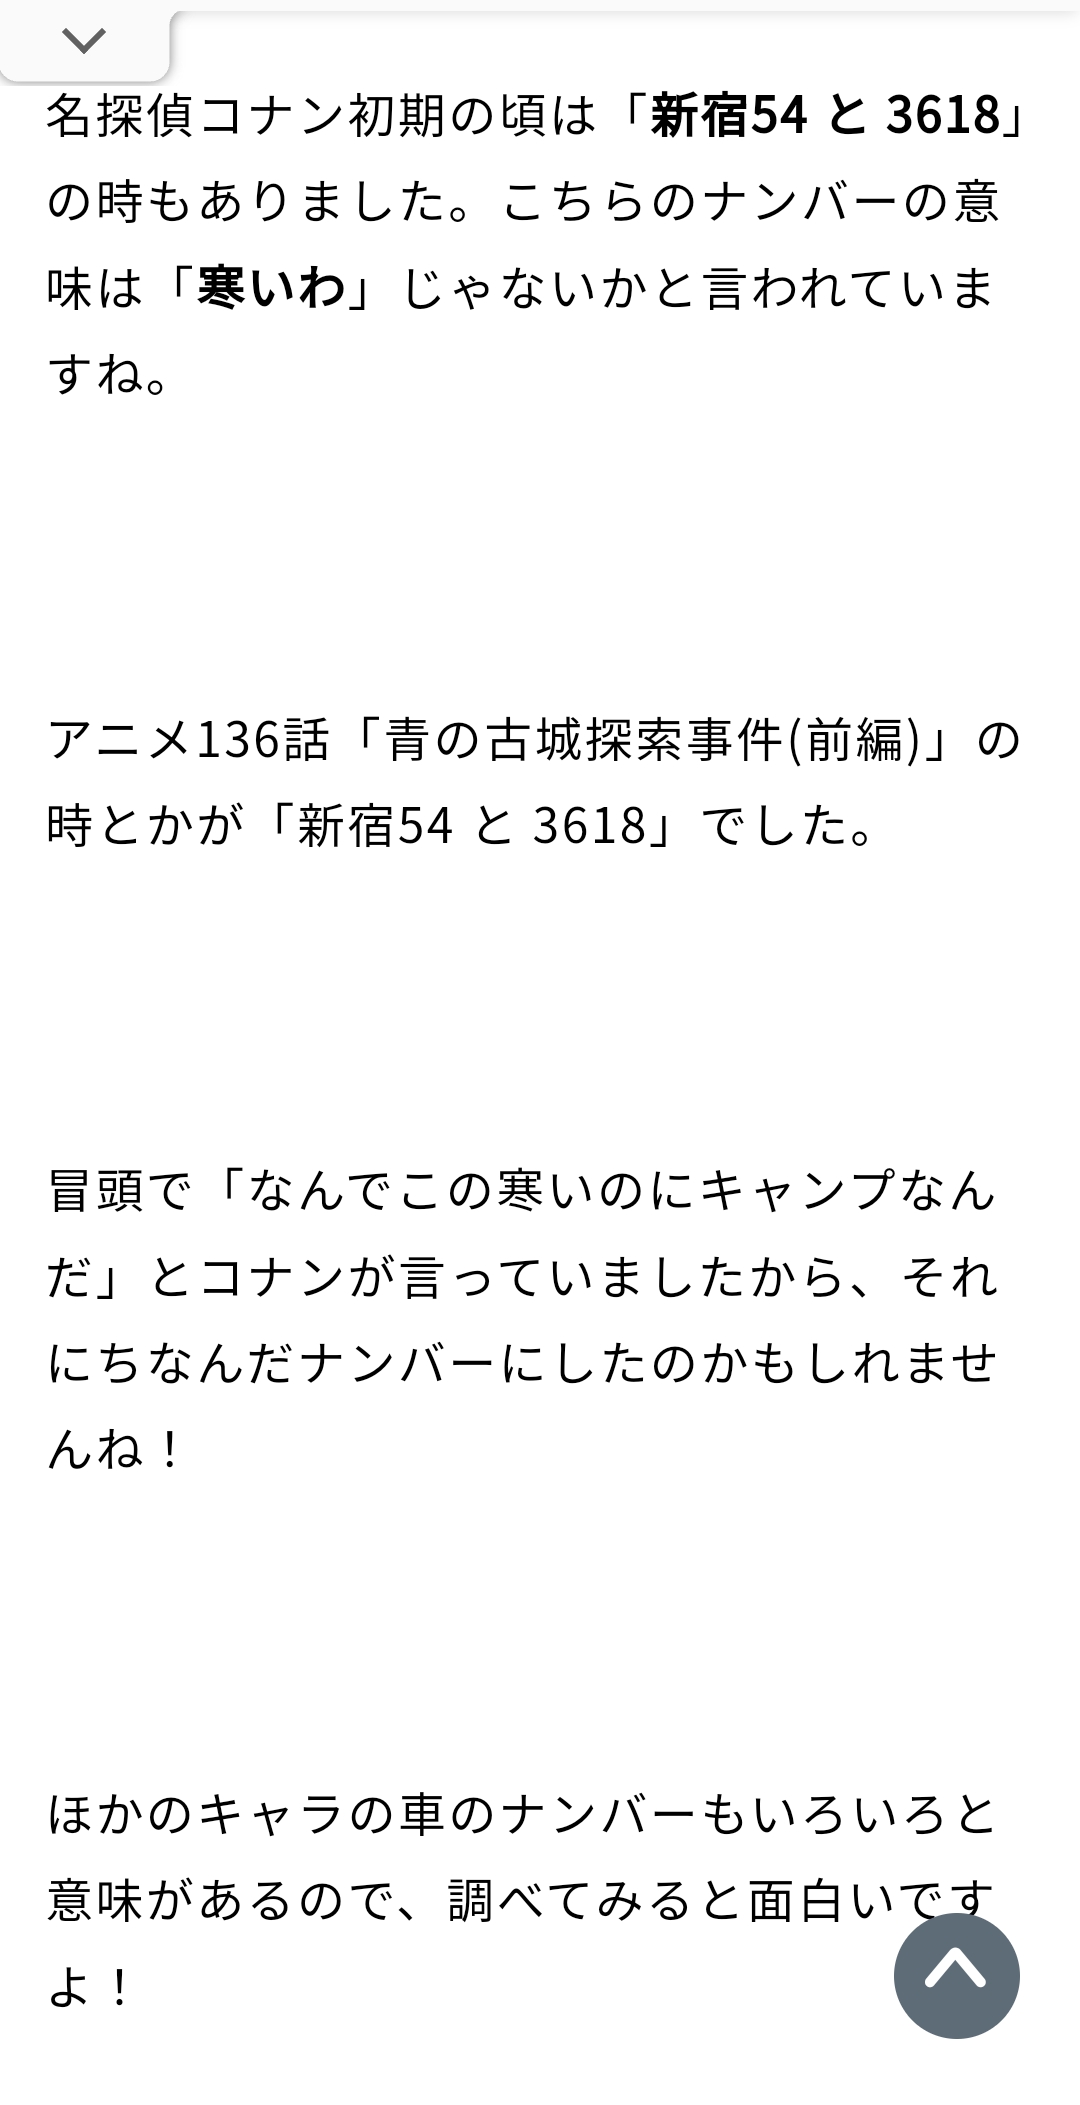 名探偵コナン初期の頃は「新宿54 と 3618」
の時もありました。こちらのナンバーの意
味は「寒いわ」じゃないかと言われていま
すね。
アニメ136話「青の古城探索事件(前編)」の
時とかが「新宿54 と 3618」でした。
冒頭で「なんでこの寒いのにキャンプなん
だ」とコナンが言っていましたから、それ
にちなんだナンバーにしたのかもしれませ
んね！
ほかのキャラの車のナンバーもいろいろと
意味があるので、調べてみると面白いです
よ！